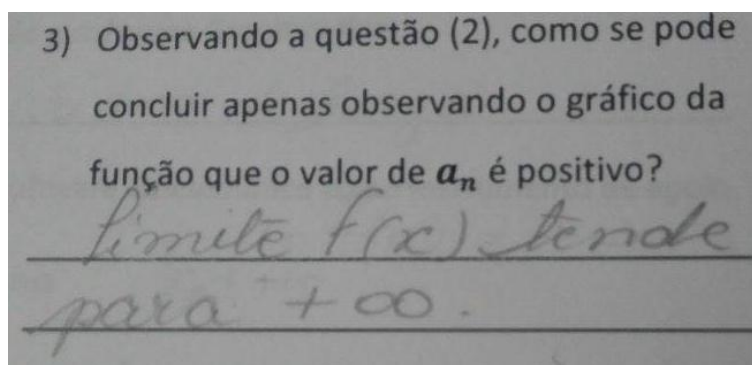 3) Observando a questão (2), como se pode
concluir apenas observando o gráfico da
função que o valor de aₙ é positivo?
Limite f(x) tende
para +∞.